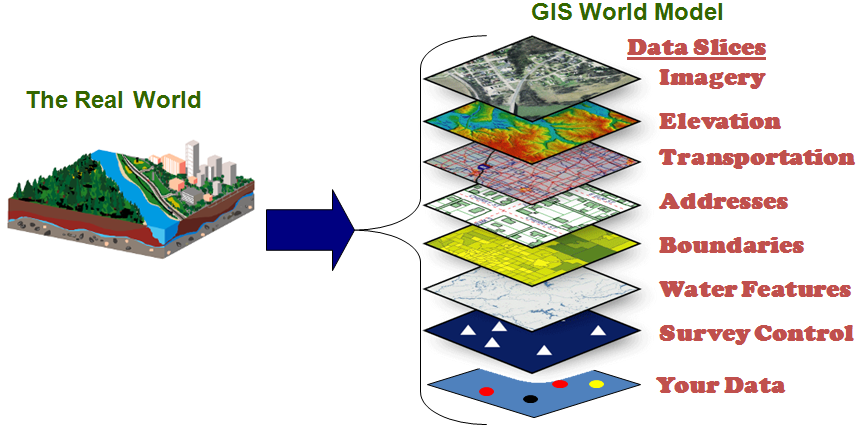 GIS World Model
The Real World
Data Slices
Imagery
Elevation
Transportation
Addresses
Boundaries
Water Features
Survey Control
Your Data